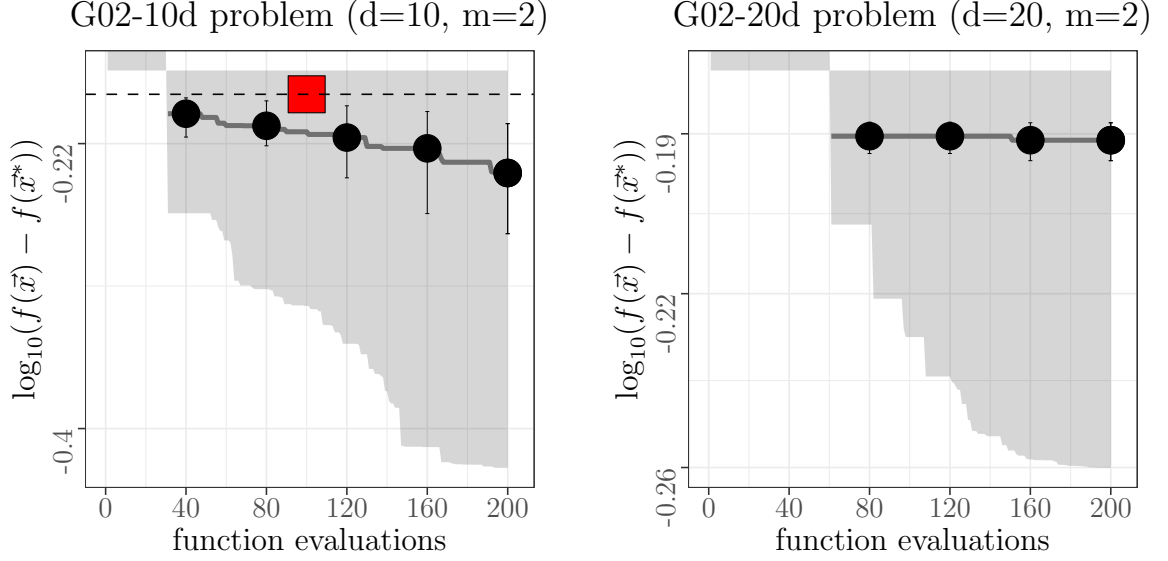 G02-10d problem (d=10, m=2)
log₁₀(f(x⃗) − f(x⃗*))
-0.22
-0.4
0 40 80 120 160 200
function evaluations
G02-20d problem (d=20, m=2)
log₁₀(f(x⃗) − f(x⃗*))
-0.19
-0.22
-0.26
0 40 80 120 160 200
function evaluations